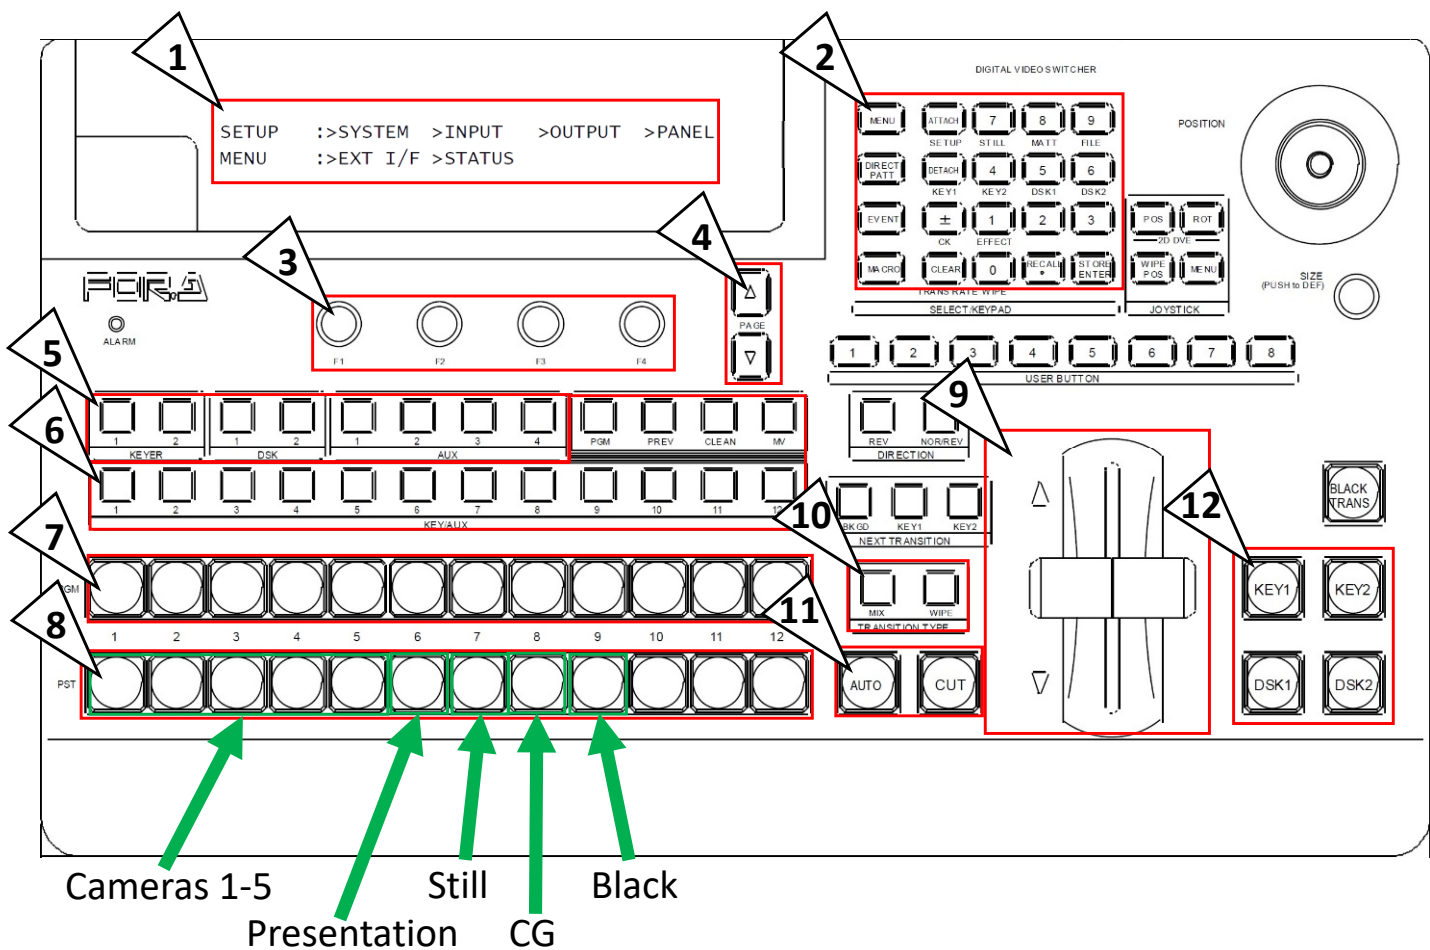 1
2
DIGITAL VIDEO SWITCHER
SETUP :>SYSTEM >INPUT >OUTPUT >PANEL
MENU :>EXT I/F >STATUS
MENU ATTACH 7 8 9
SETUP STILL MATT FILE
POSITION
DIRECT PATT DETACH 4 5 6
KEY1 KEY2 DSK1 DSK2
EVENT ± 1 2 3
CK EFFECT
POS ROT
2D DVE
MACRO CLEAR 0 RECALL STORE ENTER
TRANS RATE WIPE
WIPE POS MENU
SELECT/KEYPAD
JOYSTICK
SIZE
(PUSH to DEF)
3
4
FOR.A
ALARM
F1 F2 F3 F4
PAGE
1 2 3 4 5 6 7 8
USER BUTTON
5
9
1 2 1 2 1 2 3 4 PGM PREV CLEAN MV
KEYER DSK AUX
REV NOR/REV
DIRECTION
6
1 2 3 4 5 6 7 8 9 10 11 12
KEY/AUX
10
BKGD KEY1 KEY2
NEXT TRANSITION
12
BLACK
TRANS
7
PGM
MIX WIPE
TRANSITION TYPE
KEY1 KEY2
8
1 2 3 4 5 6 7 8 9 10 11 12
11
PST
AUTO CUT
DSK1 DSK2
Cameras 1-5
Still
Black
Presentation
CG